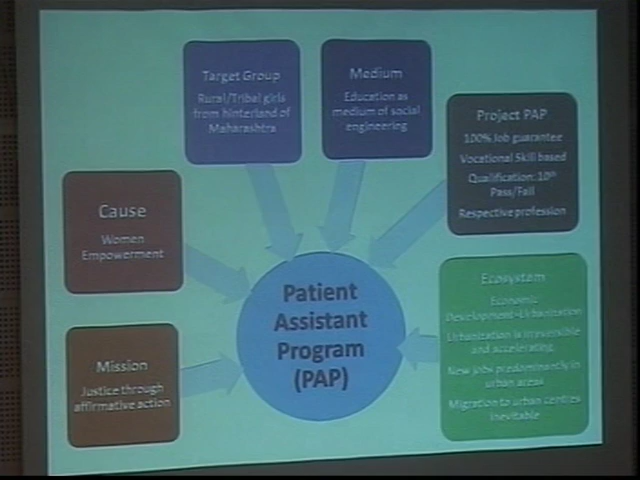 Target Group
Rural/Tribal girls
from hinterland of
Maharashtra
Medium
Education as
medium of social
engineering
Project PAP
100% Job guarantee
Vocational Skill based
Qualification: 10th
Pass/Fail
Respective profession
Cause
Women
Empowerment
Mission
Justice through
affirmative action
Patient
Assistant
Program
(PAP)
Ecosystem
Economic
Development=Urbanization
Urbanization is irreversible
and accelerating
New jobs predominantly in
urban areas
Migration to urban centres
inevitable